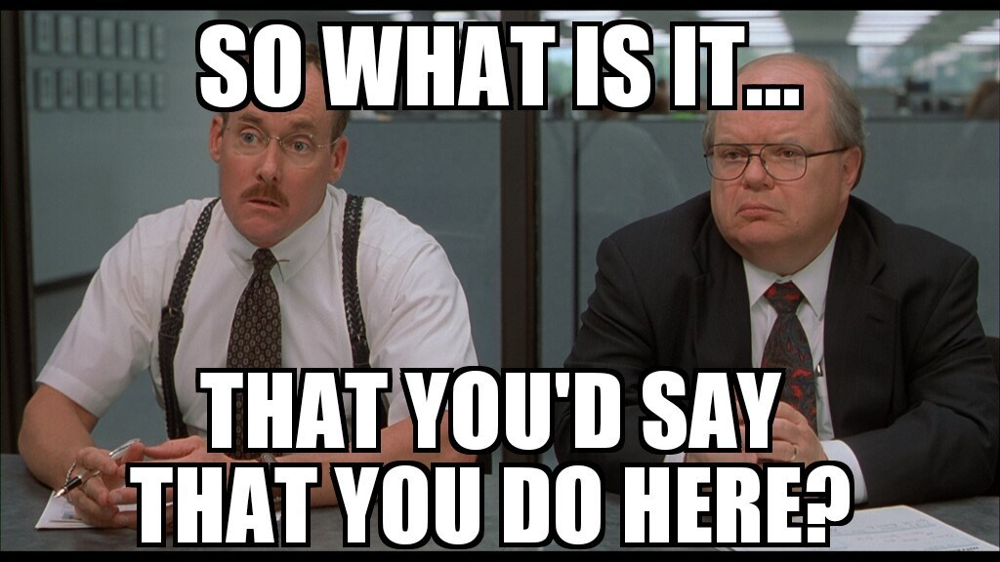 SO WHAT IS IT...
THAT YOU'D SAY
THAT YOU DO HERE?